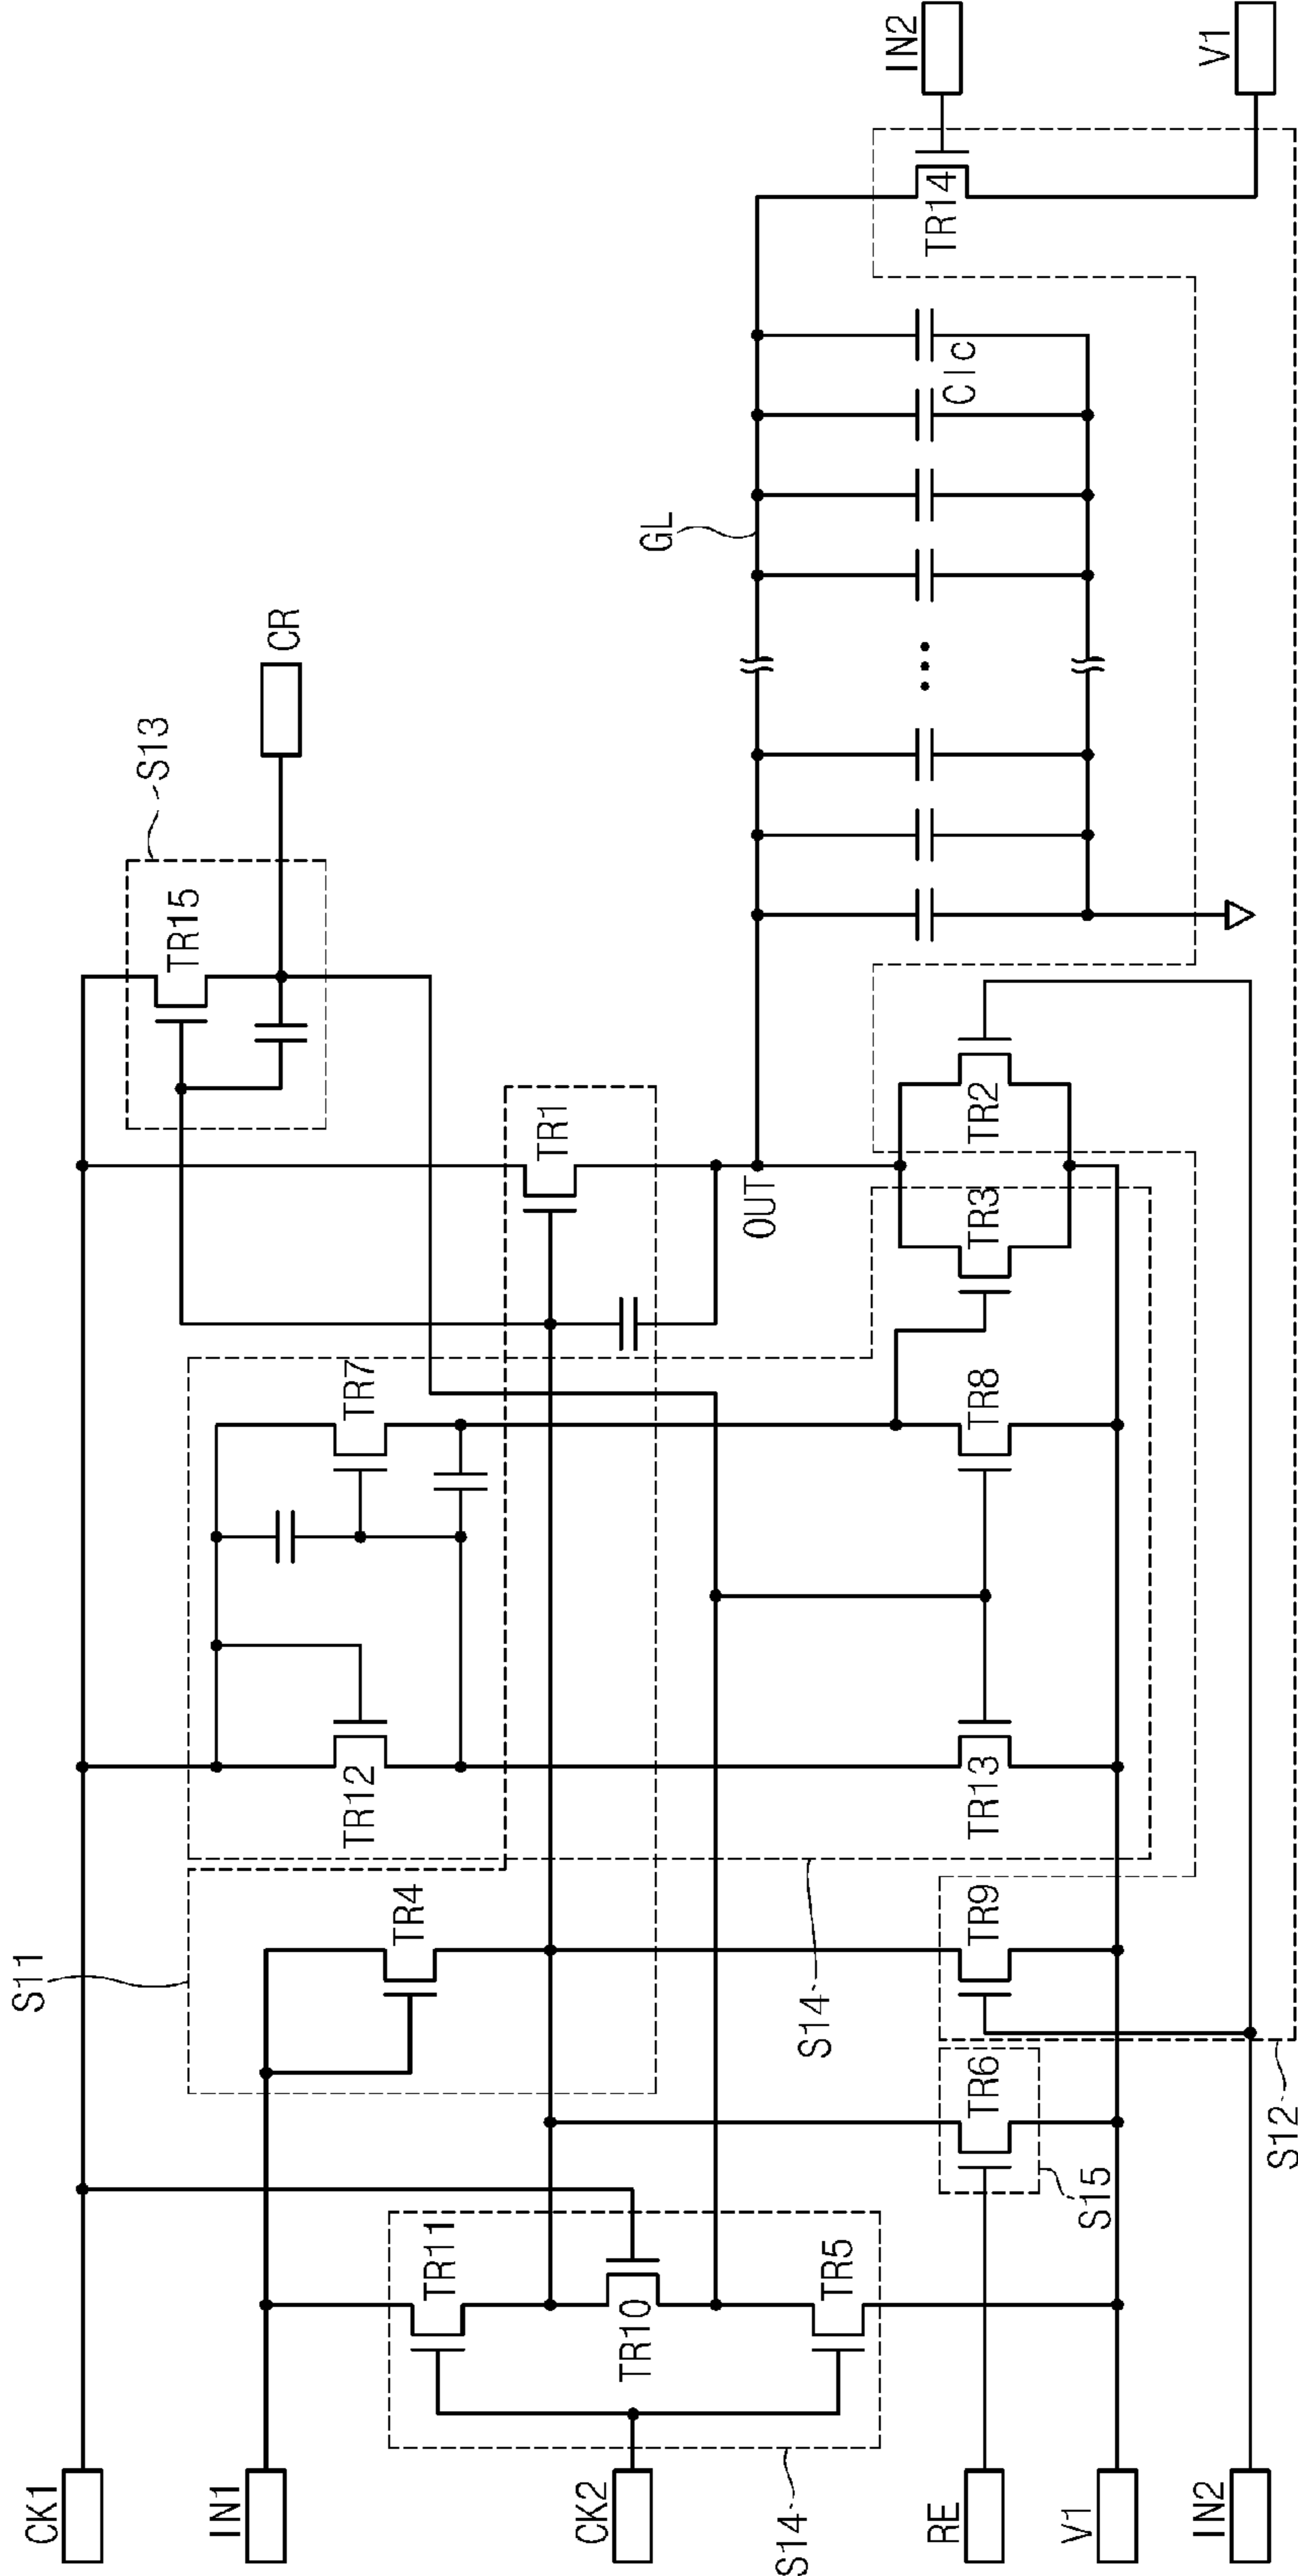 CK1
IN1
CK2
RE
V1
IN2
S11
S14
S14
S15
S12
S13
TR11
TR10
TR5
TR4
TR6
TR9
TR12
TR13
TR7
TR8
TR1
TR3
TR2
OUT
TR15
CR
GL
Clc
TR14
IN2
V1